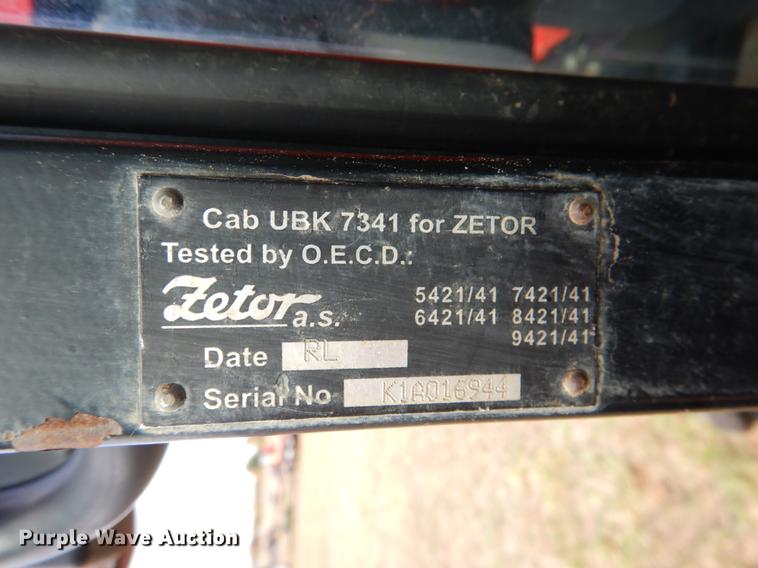 Cab UBK 7341 for ZETOR
Tested by O.E.C.D.:
Zetor a.s.
5421/41 7421/41
6421/41 8421/41
9421/41
Date RL
Serial No K1A016944
Purple Wave Auction